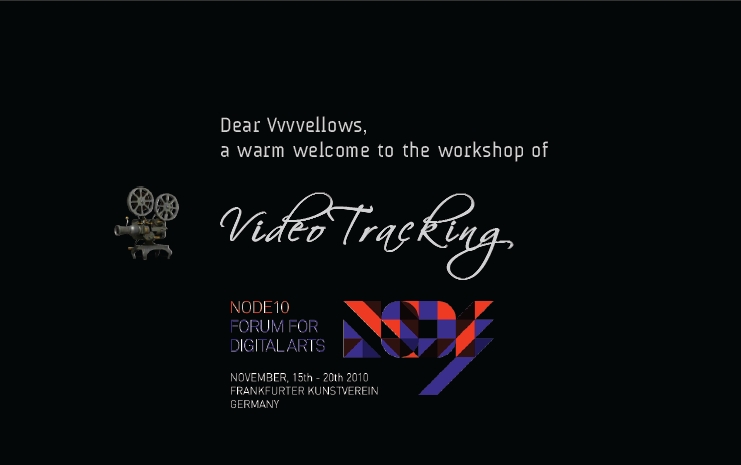 Dear Vvvvellows,
a warm welcome to the workshop of
Video Tracking,
NODE10
FORUM FOR
DIGITAL ARTS
NODE
NOVEMBER, 15th - 20th 2010
FRANKFURTER KUNSTVEREIN
GERMANY